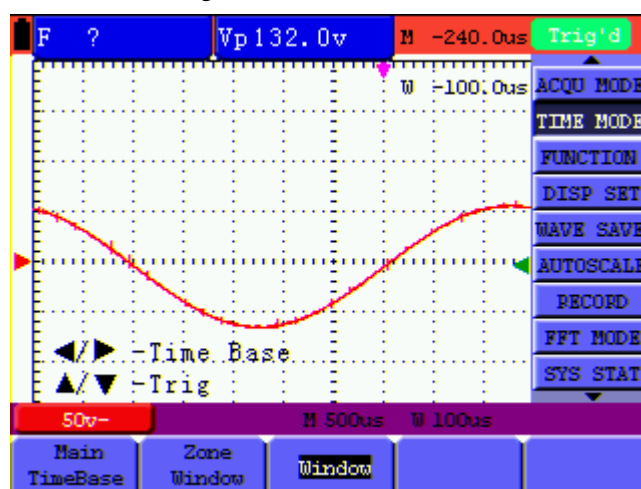 F ?
Vp132.0v
M -240.0us
Trig'd
W -100.0us
ACQU MODE
TIME MODE
FUNCTION
DISP SET
WAVE SAVE
AUTOSCALE
RECORD
FFT MODE
SYS STAT
◀/▶ -Time Base
▲/▼ -Trig
50v-
M 500us
W 100us
Main
TimeBase
Zone
Window
Window